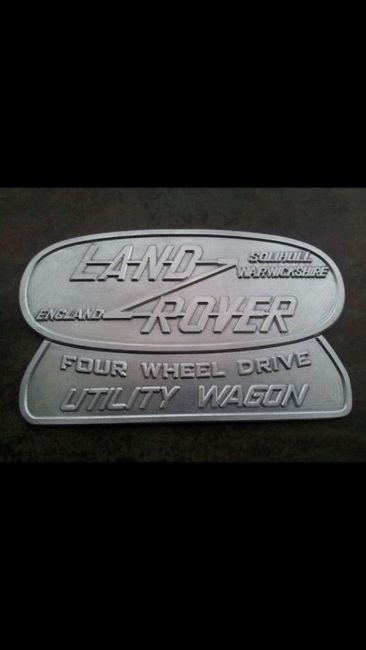 LAND
SOLIHULL
WARWICKSHIRE
ENGLAND
ROVER
FOUR WHEEL DRIVE
UTILITY WAGON